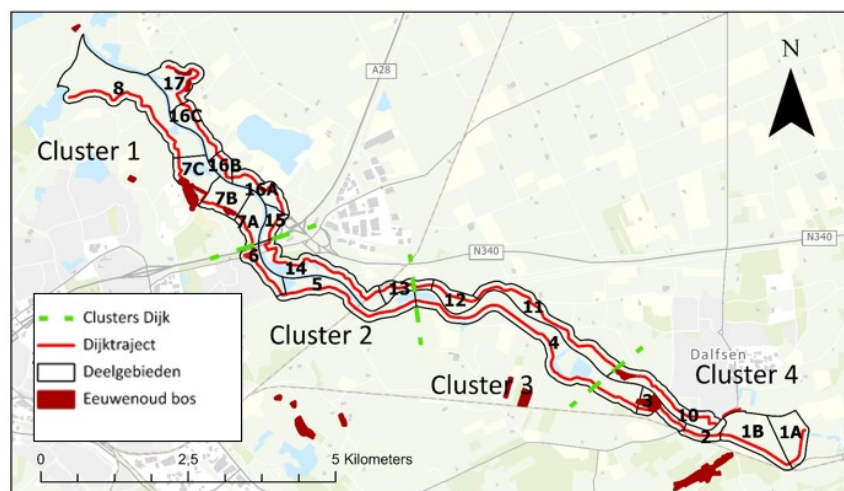 N
A28
17
8
16C
Cluster 1
16B
7C
16A
7B
7A
15
6
N340
N340
14
5
13
12
11
Cluster 2
4
Dalfsen
Cluster 3
Cluster 4
3
10
2
1B
1A
Clusters Dijk
Dijktraject
Deelgebieden
Eeuwenoud bos
0
2,5
5 Kilometers